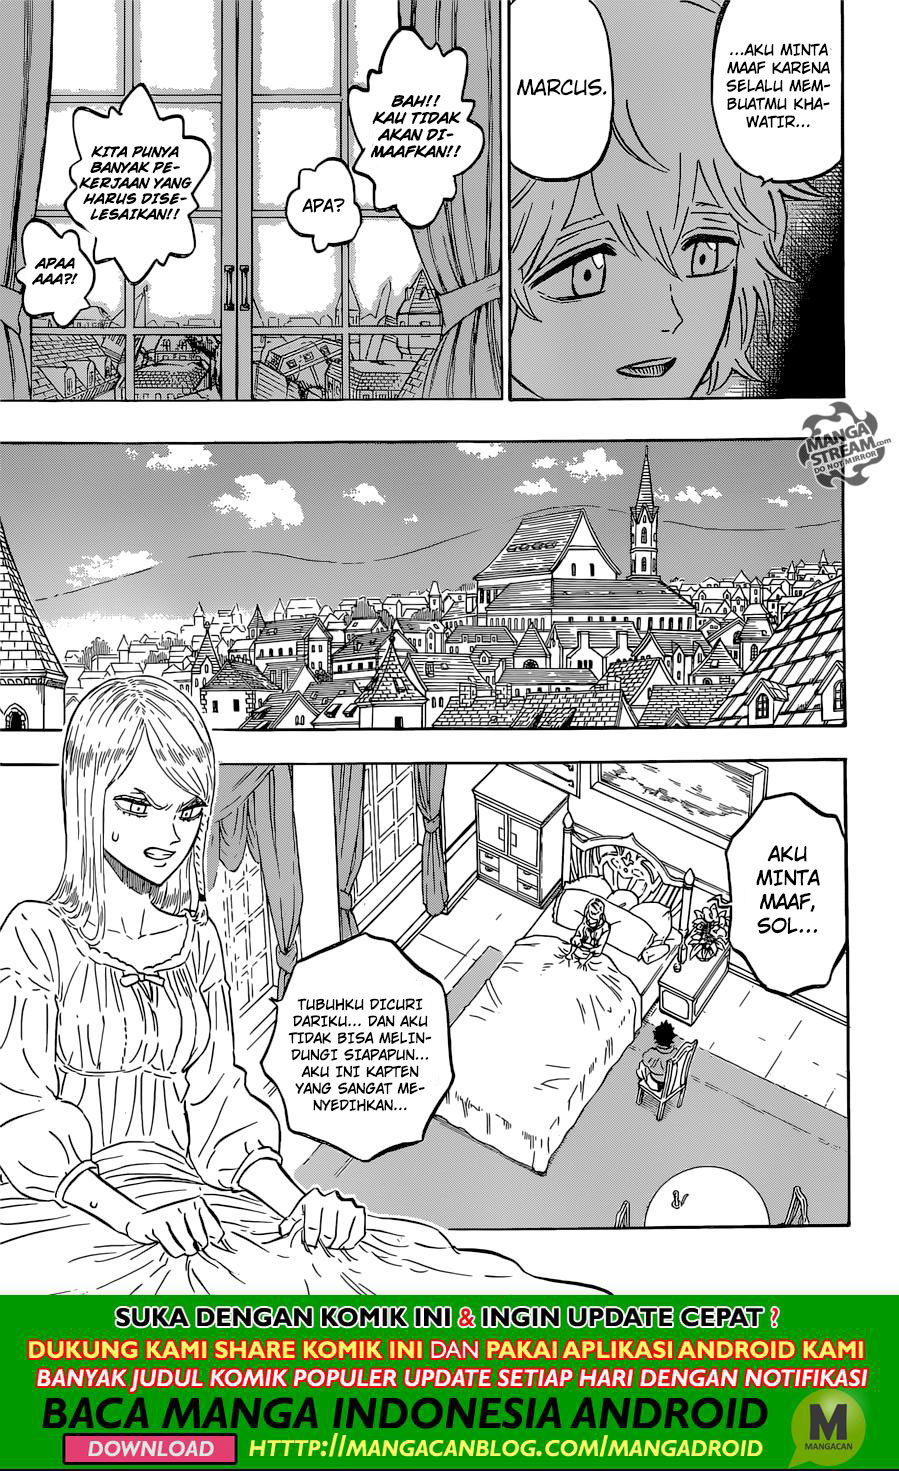 ...AKU MINTA
MAAF KARENA
SELALU MEM-
BUATMU KHA-
WATIR...
MARCUS.
BAH!!
KAU TIDAK
AKAN DI-
MAAFKAN!!
APA?
KITA PUNYA
BANYAK PE-
KERJAAN YANG
HARUS DISE-
LESAIKAN!!
APAA
AAA?!
MANGA
STREAM.com
DO NOT MIRROR
AKU
MINTA
MAAF,
SOL...
TUBUHKU DICURI
DARIKU... DAN AKU
TIDAK BISA MELIN-
DUNGI SIAPAPUN...
AKU INI KAPTEN
YANG SANGAT ME-
NYEDIHKAN...
SUKA DENGAN KOMIK INI & INGIN UPDATE CEPAT ?
DUKUNG KAMI SHARE KOMIK INI DAN PAKAI APLIKASI ANDROID KAMI
BANYAK JUDUL KOMIK POPULER UPDATE SETIAP HARI DENGAN NOTIFIKASI
BACA MANGA INDONESIA ANDROID
DOWNLOAD HTTTP://MANGACANBLOG.COM/MANGADROID
M
MANGACAN